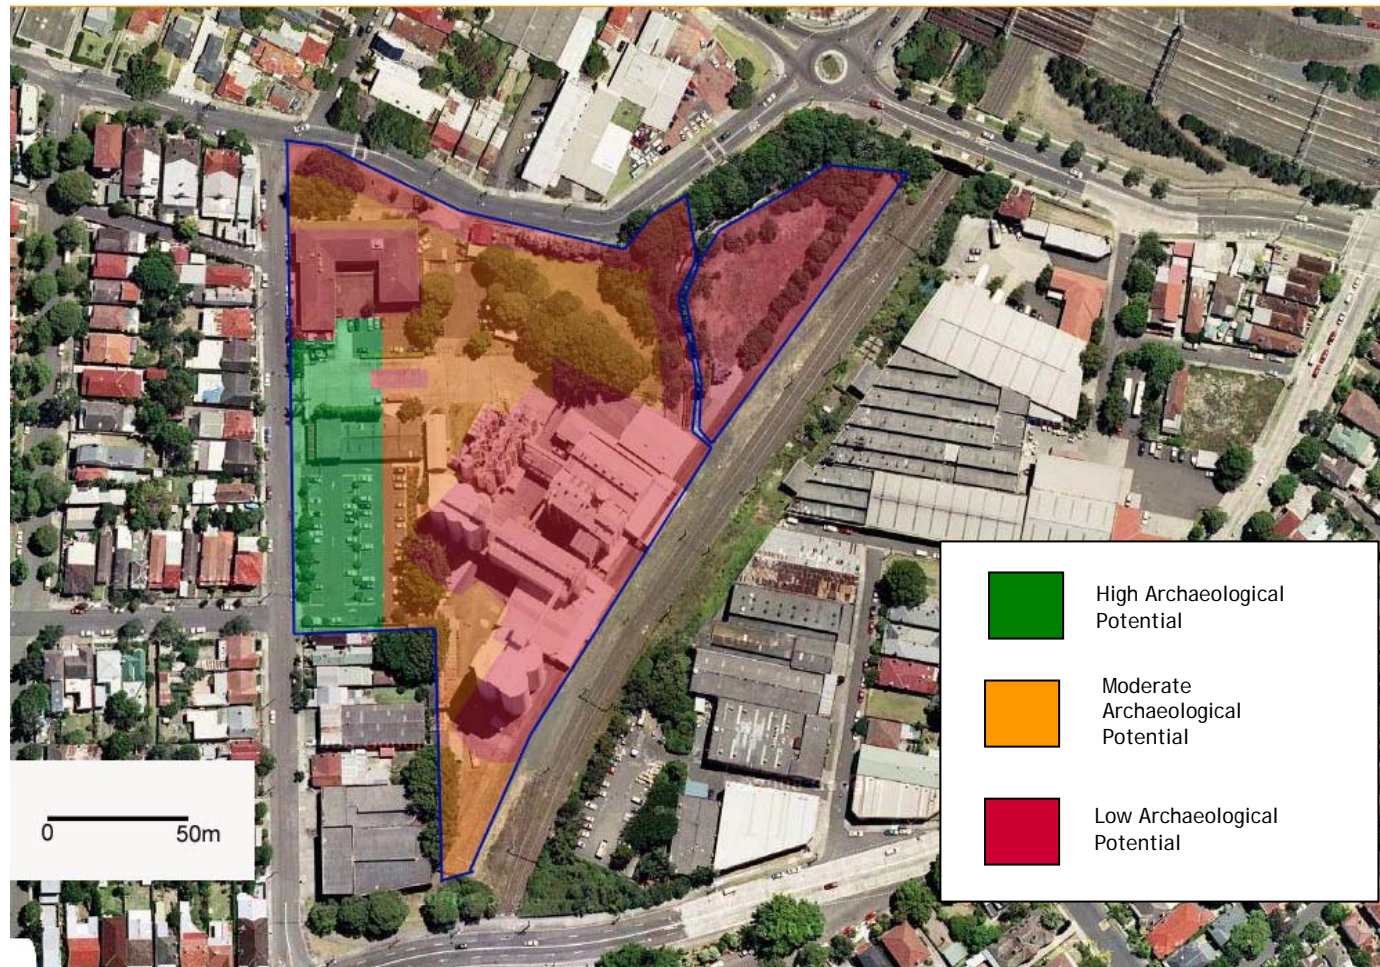 High Archaeological
Potential
Moderate
Archaeological
Potential
Low Archaeological
Potential
0 50m